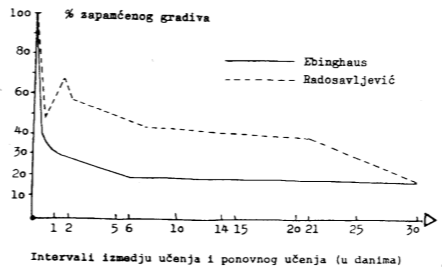 % zapamćenog gradiva
100
80
60
40
30
20
10
Ebinghaus
Radosavljević
1 2 5 6 10 14 15 20 21 25 30
Intervali izmedju učenja i ponovnog učenja (u danima)